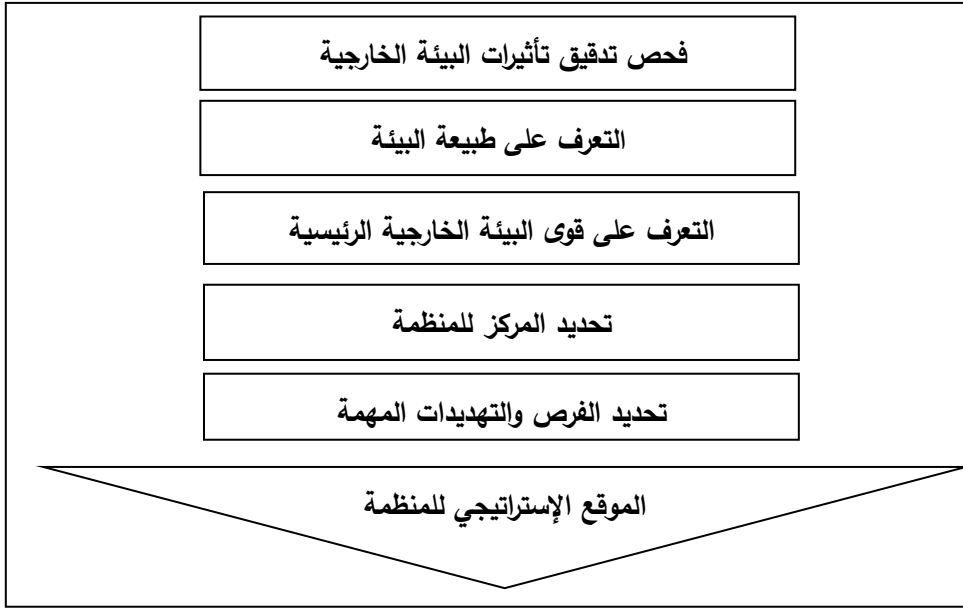 فحص تدقيق تأثيرات البيئة الخارجية
التعرف على طبيعة البيئة
التعرف على قوى البيئة الخارجية الرئيسية
تحديد المركز للمنظمة
تحديد الفرص والتهديدات المهمة
الموقع الإستراتيجي للمنظمة